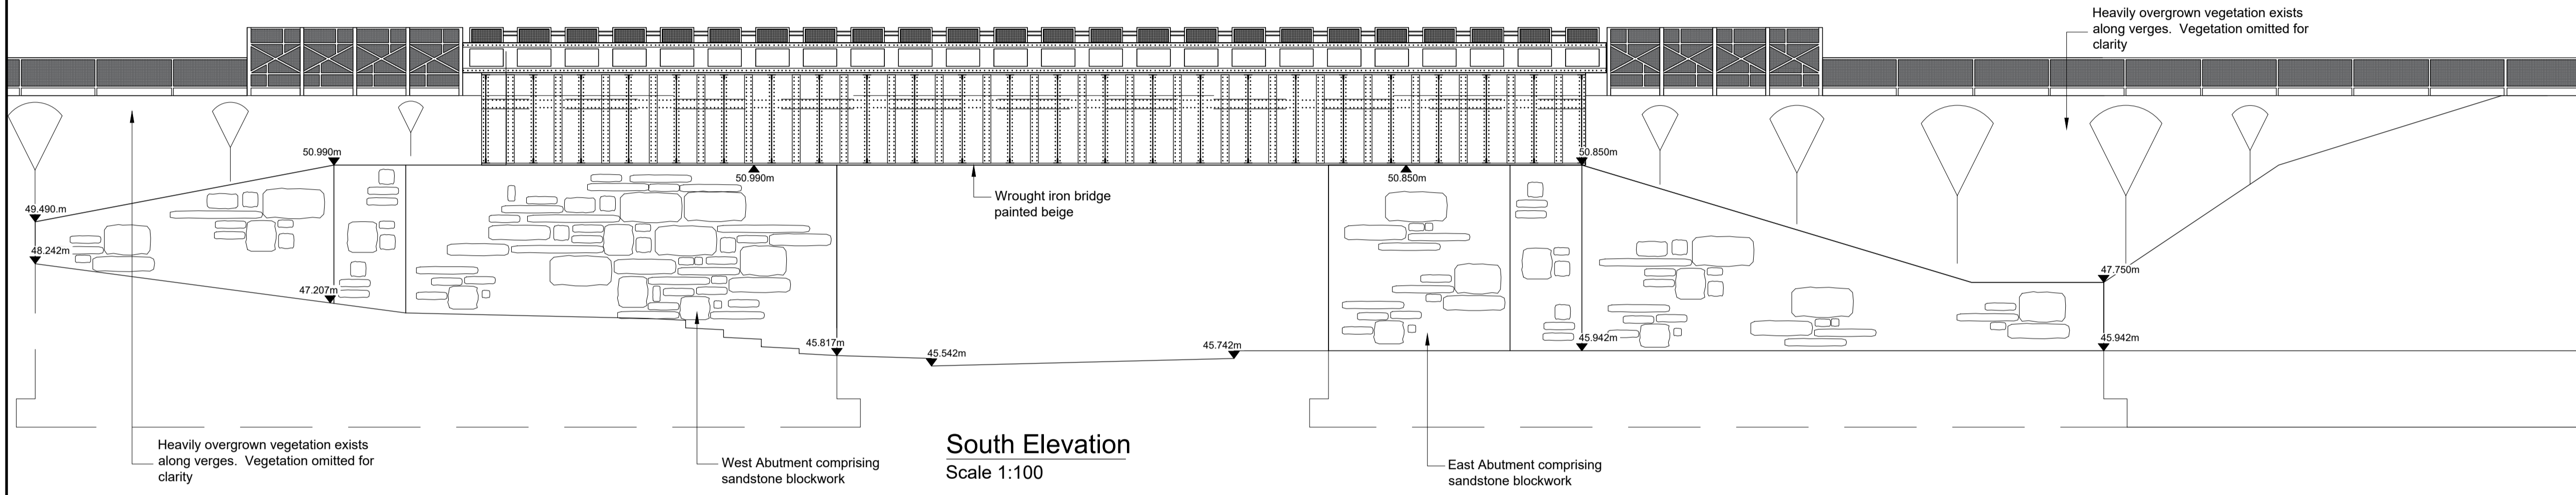 Heavily overgrown vegetation exists
along verges.  Vegetation omitted for
clarity
50.990m
50.850m
50.990m
50.850m
Wrought iron bridge
painted beige
49.490.m
48.242m
47.207m
47.750m
45.817m
45.542m
45.742m
45.942m
45.942m
Heavily overgrown vegetation exists
along verges.  Vegetation omitted for
clarity
West Abutment comprising
sandstone blockwork
South Elevation
Scale 1:100
East Abutment comprising
sandstone blockwork